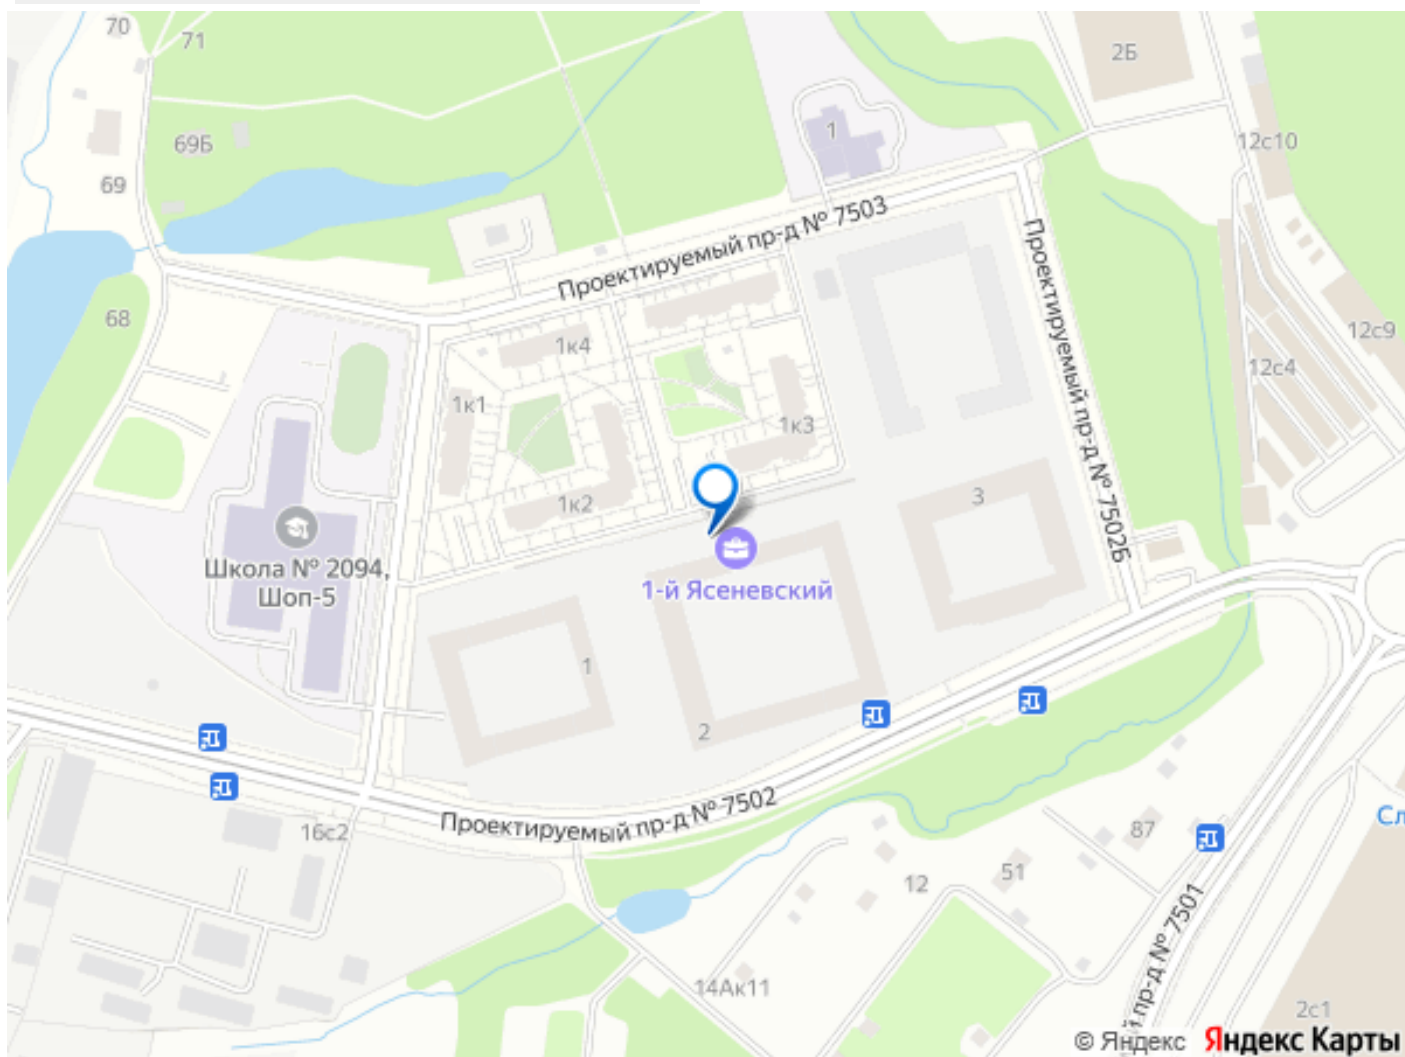 70
71
2Б
69Б
1
12с10
69
Проектируемый пр-д № 7503
68
1к4
12с9
12с4
Проектируемый пр-д № 7502Б
1к1
1к3
1к2
3
Школа № 2094,
Шоп-5
1-й Ясеневский
1
2
Проектируемый пр-д № 7502
16с2
87
Сл
51
12
й пр-д № 7501
14Ак11
2с1
© Яндекс Яндекс Карты